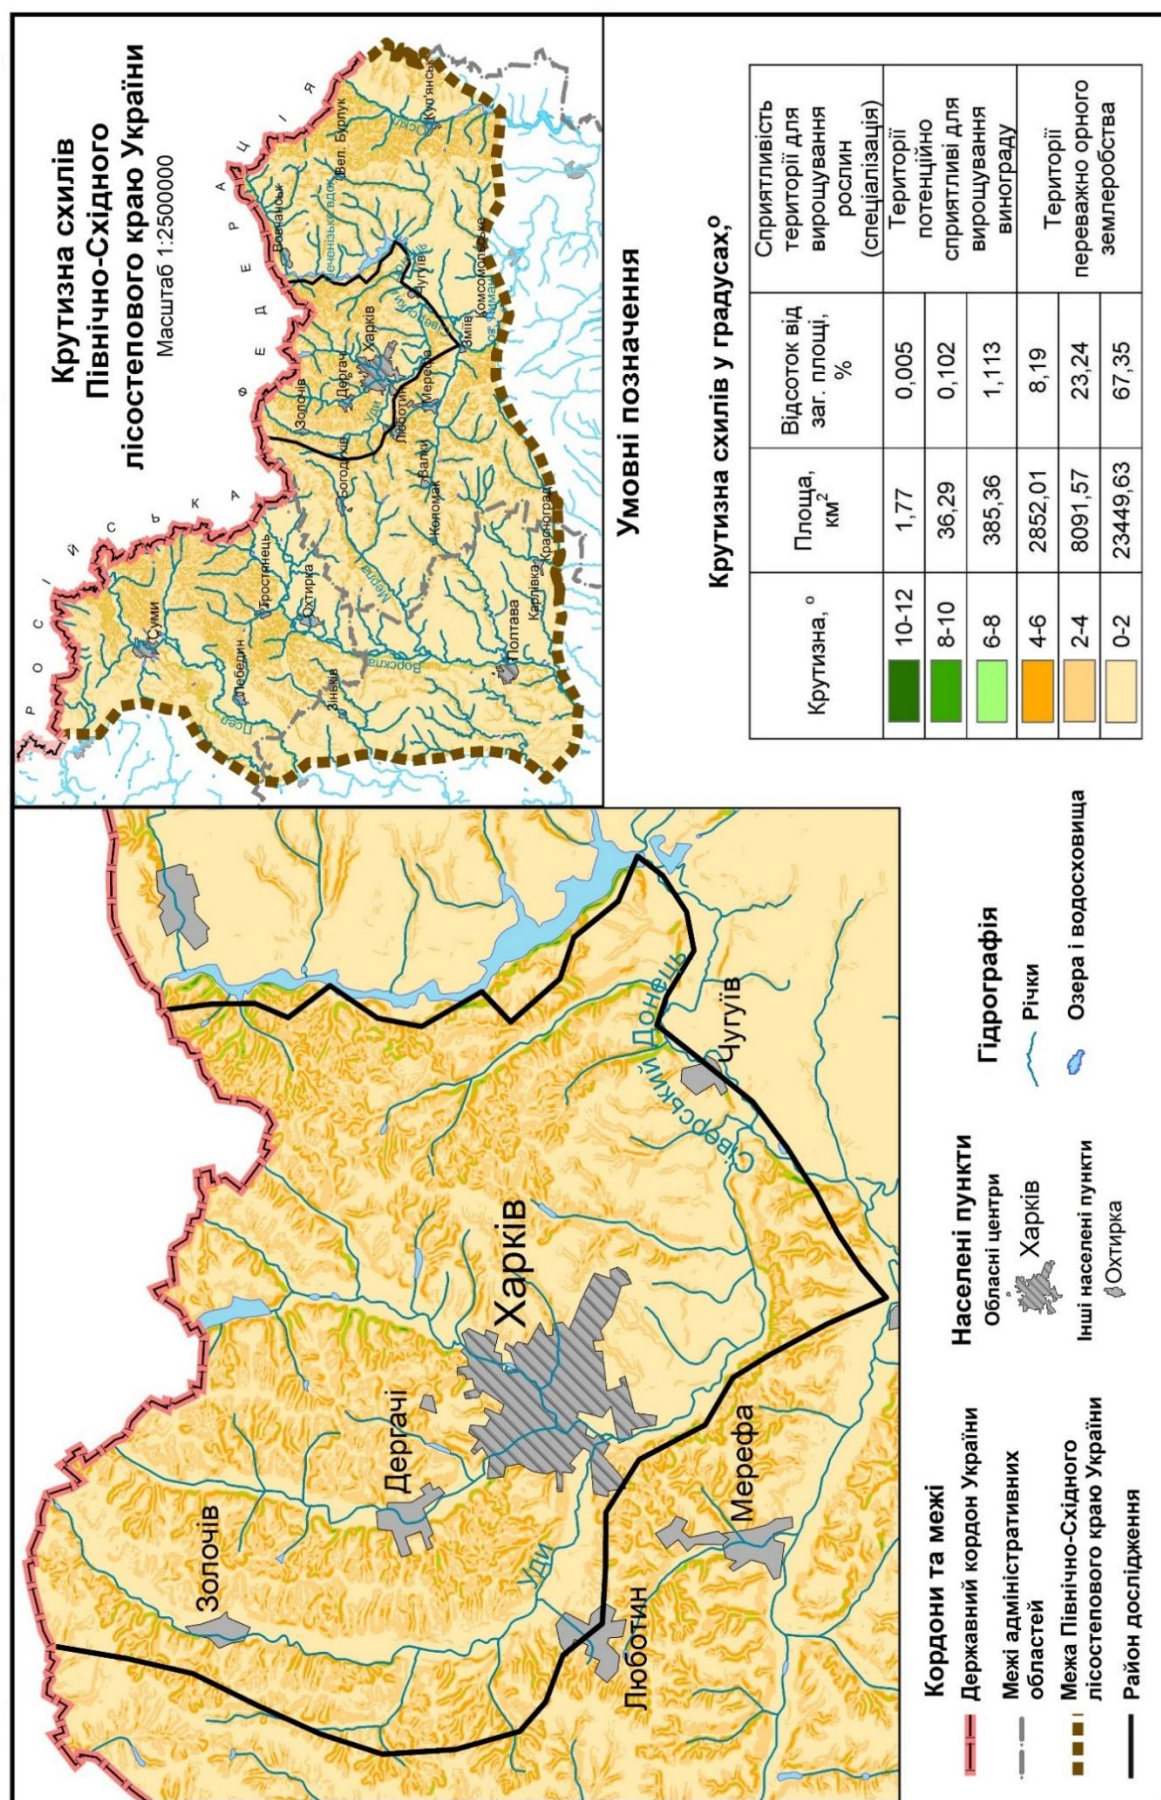 Крутизна схилів
Північно-Східного
лісостепового краю України
Масштаб 1:2500000
Р О С І Й С Ь К А
Ф Е Д Е Р А Ц І Я
Суми
Лебедин
Тростянець
Охтирка
Зіньків
Псел
Ворскла
Мерла
Полтава
Карлівка
Красноград
Коломак
Валки
Богодухів
Люботин
Мерефа
Уди
Золочів
Дергачі
Харків
Зміїв
Комсомольське
Чугуїв
Вовчанськ
Вел. Бурлук
Оскіл
Куп'янськ
Золочів
Дергачі
Харків
Уди
Люботин
Мерефа
Сіверський Донець
Чугуїв
Умовні позначення
Крутизна схилів у градусах,°
Крутизна, ° Площа, км² Відсоток від заг. площі, % Сприятливість території для вирощування рослин (спеціалізація)
10-12 1,77 0,005 Території
8-10 36,29 0,102 потенційно сприятливі для
6-8 385,36 1,113 вирощування винограду
4-6 2852,01 8,19 Території
2-4 8091,57 23,24 переважно орного
0-2 23449,63 67,35 землеробства
Кордони та межі
Державний кордон України
Межі адміністративних
областей
Межа Північно-Східного
лісостепового краю України
Район дослідження
Населені пункти
Обласні центри
Харків
Інші населені пункти
Охтирка
Гідрографія
Річки
Озера і водосховища